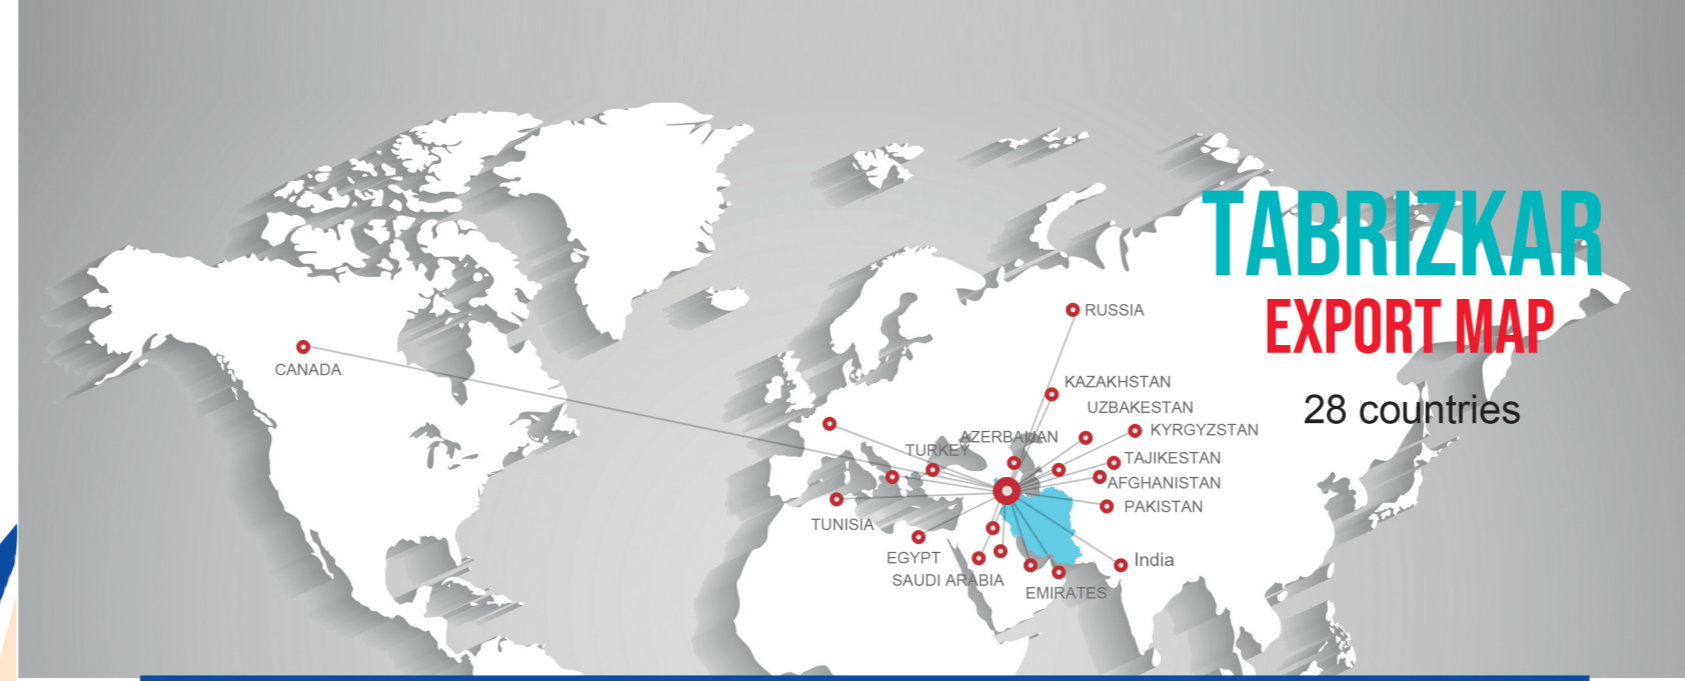 TABRIZKAR
EXPORT MAP
RUSSIA
CANADA
KAZAKHSTAN
UZBAKESTAN
28 countries
KYRGYZSTAN
AZERBAIJAN
TURKEY
TAJIKESTAN
AFGHANISTAN
PAKISTAN
TUNISIA
EGYPT
India
SAUDI ARABIA
EMIRATES